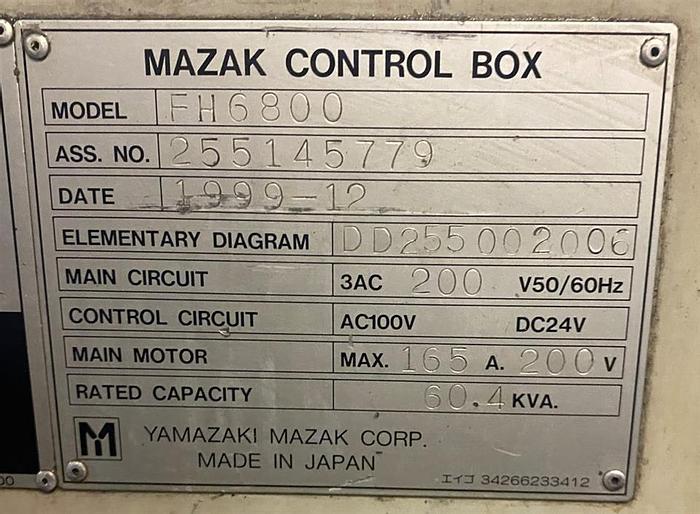 MAZAK CONTROL BOX
MODEL FH6800
ASS. NO. 255145779
DATE 1999-12
ELEMENTARY DIAGRAM DD255002006
MAIN CIRCUIT 3AC 200 V50/60Hz
CONTROL CIRCUIT AC100V DC24V
MAIN MOTOR MAX. 165 A. 200 V
RATED CAPACITY 60.4 KVA.
M YAMAZAKI MAZAK CORP.
MADE IN JAPAN
エイコ 34266233412
00